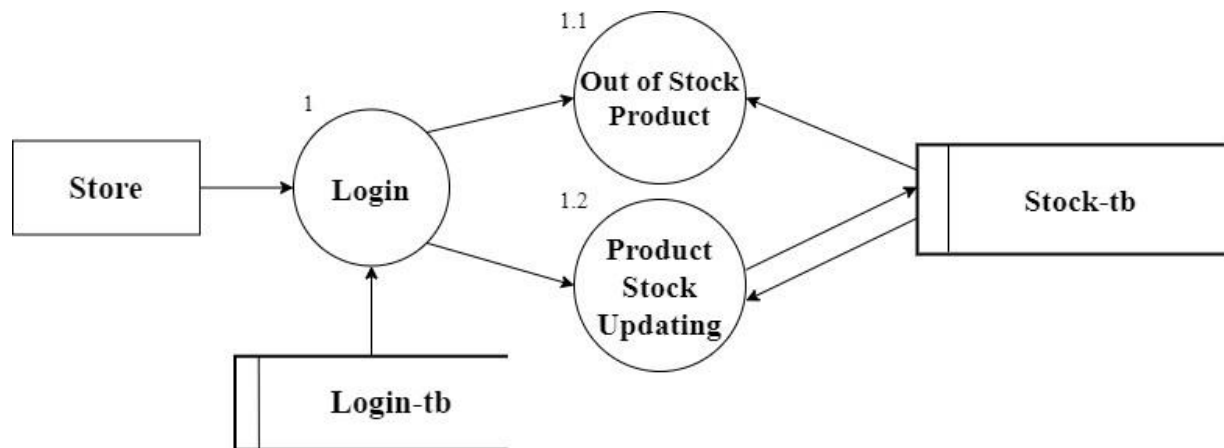 1.1
Out of Stock
Product
1
Store
Login
Stock-tb
1.2
Product
Stock
Updating
Login-tb